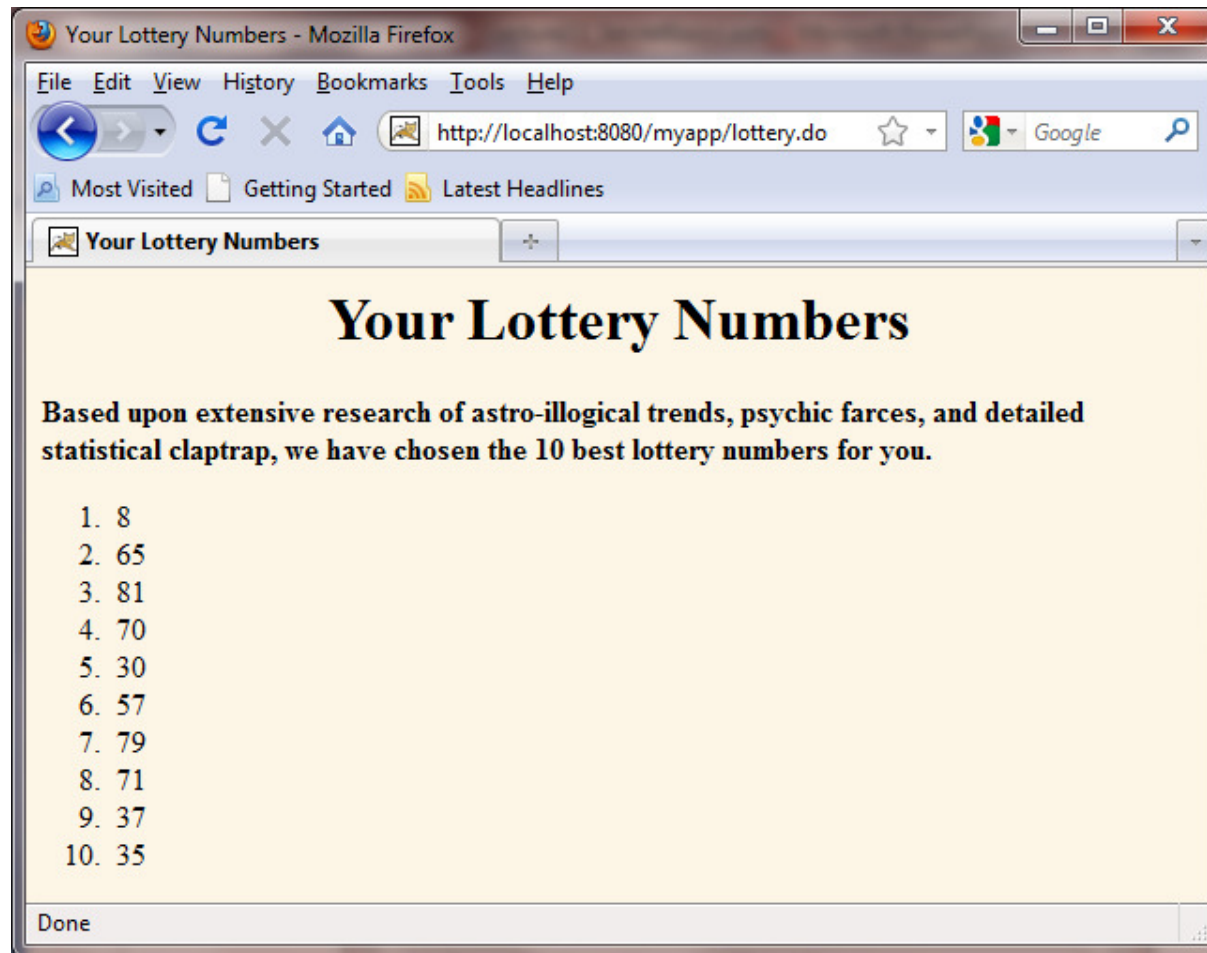 Your Lottery Numbers - Mozilla Firefox
File Edit View History Bookmarks Tools Help
http://localhost:8080/myapp/lottery.do Google
Most Visited Getting Started Latest Headlines
Your Lottery Numbers
Your Lottery Numbers
Based upon extensive research of astro-illogical trends, psychic farces, and detailed
statistical claptrap, we have chosen the 10 best lottery numbers for you.
1. 8
2. 65
3. 81
4. 70
5. 30
6. 57
7. 79
8. 71
9. 37
10. 35
Done